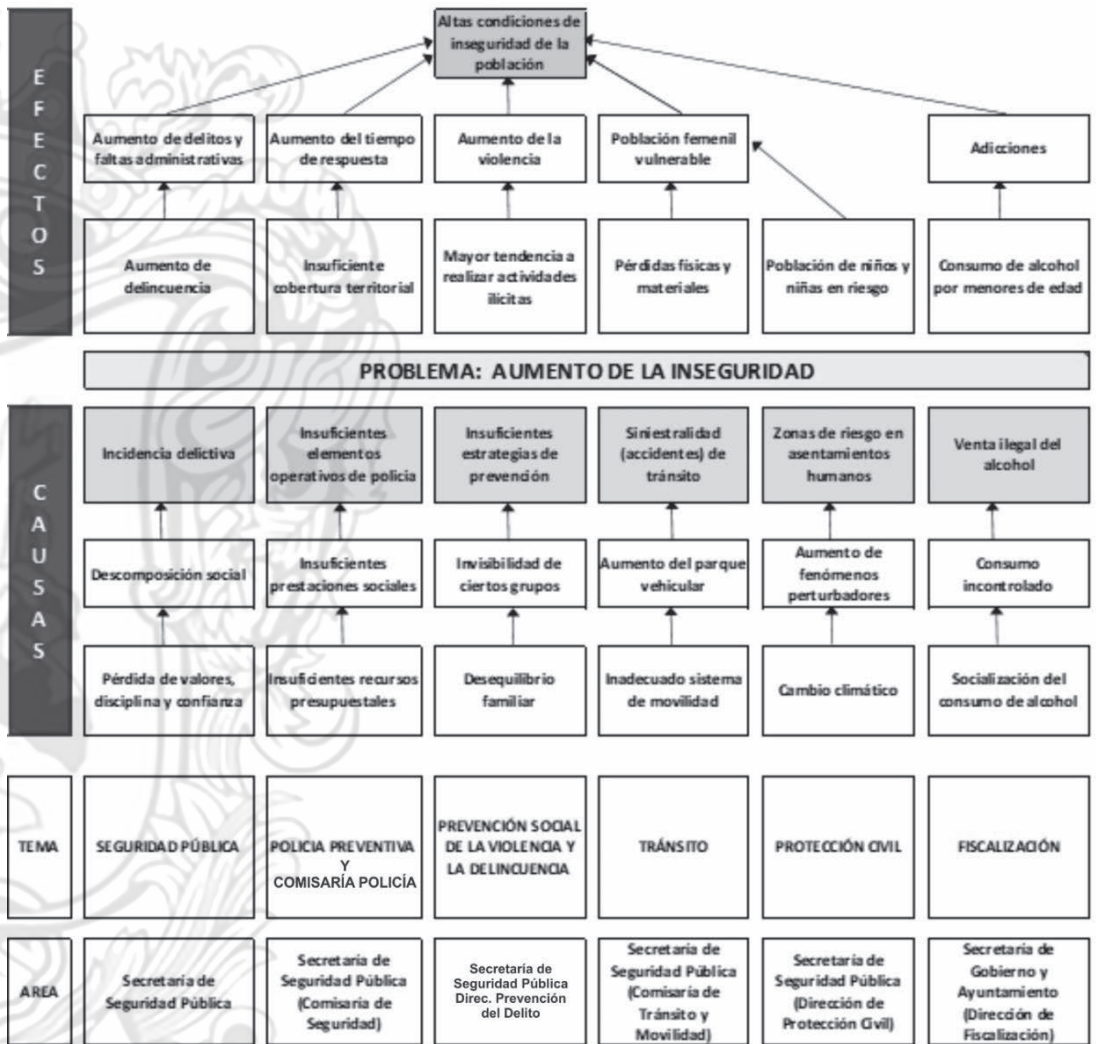 Altas condiciones de
inseguridad de la
población
E
F
E
C
T
O
S
Aumento de delitos y
faltas administrativas
Aumento del tiempo
de respuesta
Aumento de la
violencia
Población femenil
vulnerable
Adicciones
Aumento de
delincuencia
Insuficiente
cobertura territorial
Mayor tendencia a
realizar actividades
ilícitas
Pérdidas físicas y
materiales
Población de niños y
niñas en riesgo
Consumo de alcohol
por menores de edad
PROBLEMA: AUMENTO DE LA INSEGURIDAD
C
A
U
S
A
S
Incidencia delictiva
Insuficientes
elementos
operativos de policia
Insuficientes
estrategias de
prevención
Siniestralidad
(accidentes) de
tránsito
Zonas de riesgo en
asentamientos
humanos
Venta ilegal del
alcohol
Descomposición social
Insuficientes
prestaciones sociales
Invisibilidad de
ciertos grupos
Aumento del parque
vehicular
Aumento de
fenómenos
perturbadores
Consumo
incontrolado
Pérdida de valores,
disciplina y confianza
Insuficientes recursos
presupuestales
Desequilibrio
familiar
Inadecuado sistema
de movilidad
Cambio climático
Socialización del
consumo de alcohol
TEMA
SEGURIDAD PÚBLICA
POLICIA PREVENTIVA
Y
COMISARÍA POLICÍA
PREVENCIÓN SOCIAL
DE LA VIOLENCIA Y
LA DELINCUENCIA
TRÁNSITO
PROTECCIÓN CIVIL
FISCALIZACIÓN
AREA
Secretaría de
Seguridad Pública
Secretaría de
Seguridad Pública
(Comisaría de
Seguridad)
Secretaria de
Seguridad Pública
Direc. Prevención
del Delito
Secretaría de
Seguridad Pública
(Comisaría de
Tránsito y
Movilidad)
Secretaría de
Seguridad Pública
(Dirección de
Protección Civil)
Secretaría de
Gobierno y
Ayuntamiento
(Dirección de
Fiscalización)